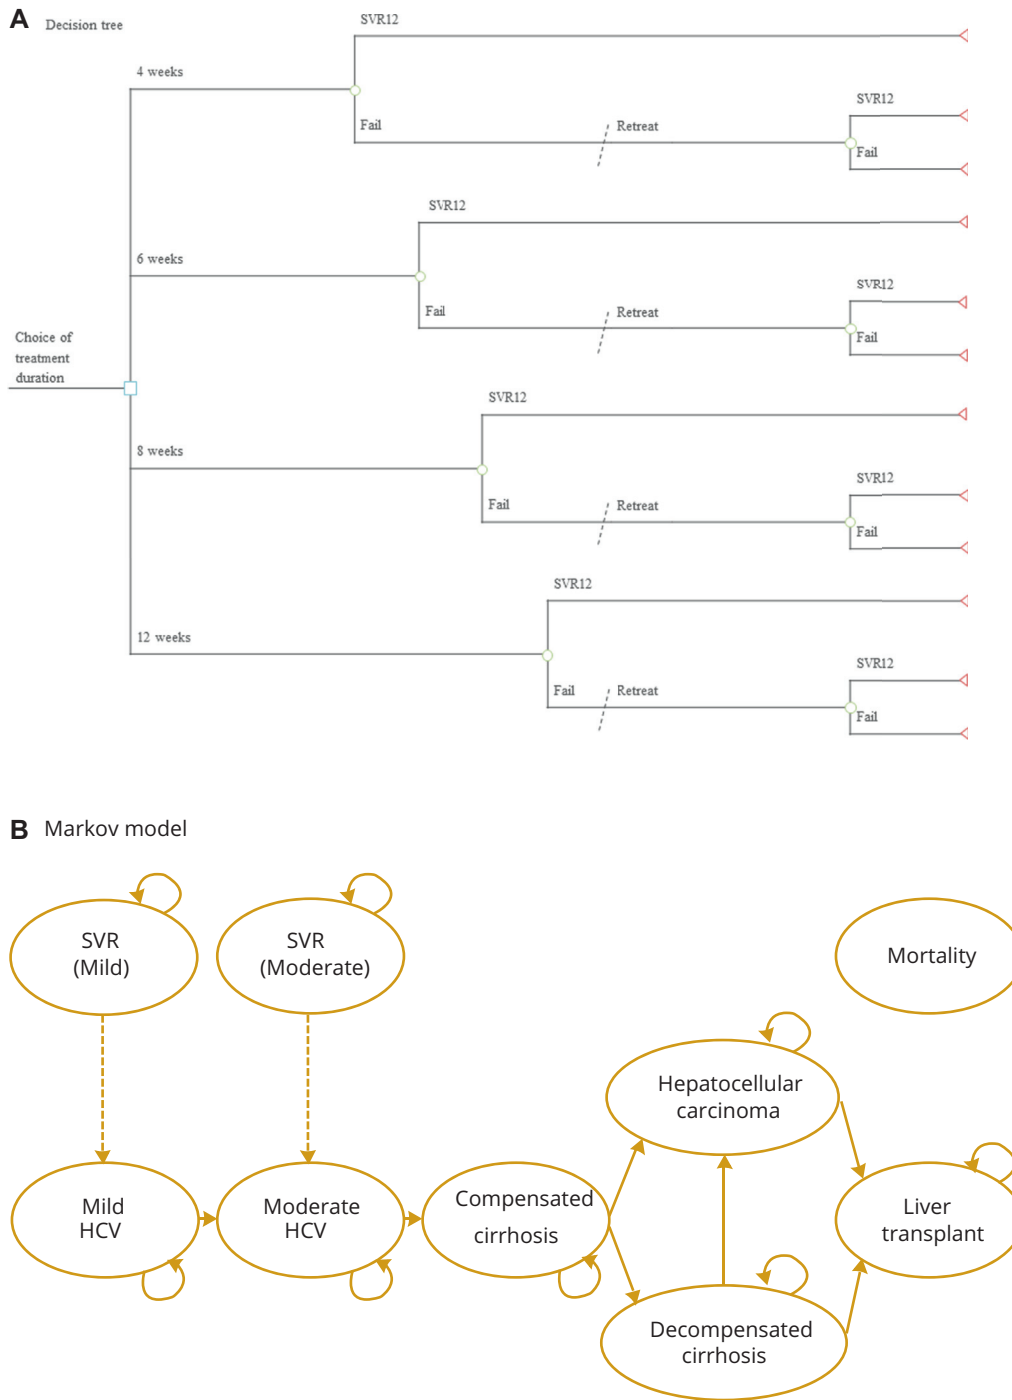 A Decision tree
SVR12
4 weeks
SVR12
Fail
Retreat
Fail
SVR12
6 weeks
SVR12
Fail
Retreat
Fail
Choice of
treatment
duration
SVR12
8 weeks
SVR12
Fail
Retreat
Fail
SVR12
12 weeks
SVR12
Fail
Retreat
Fail
B Markov model
SVR
(Mild)
SVR
(Moderate)
Mortality
Hepatocellular
carcinoma
Mild
HCV
Moderate
HCV
Compensated
cirrhosis
Liver
transplant
Decompensated
cirrhosis